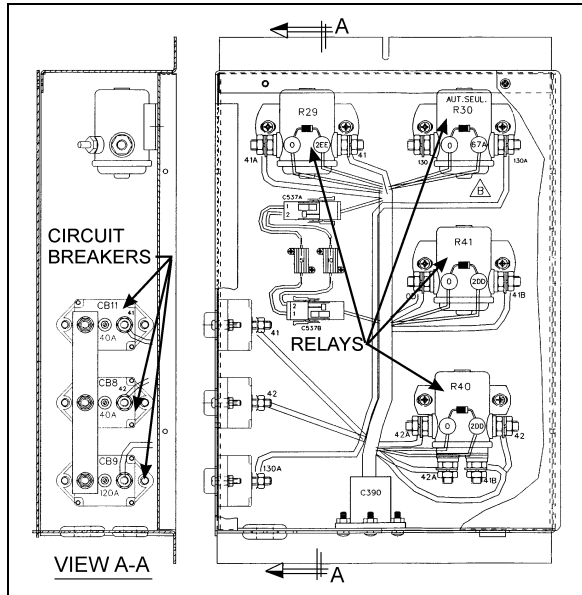 A
AUT.SEUL.
R29
R30
0
2EE
0
67A
41A
41
130
130A
B
C537A
1
2
CIRCUIT
BREAKERS
R41
0
2DD
41B
CB11
41
40A
2
1
C537B
41
RELAYS
CB8
42
40A
42
R40
0
2DD
42A
42
CB9
120A
130A
42A
41B
C390
VIEW A-A
A